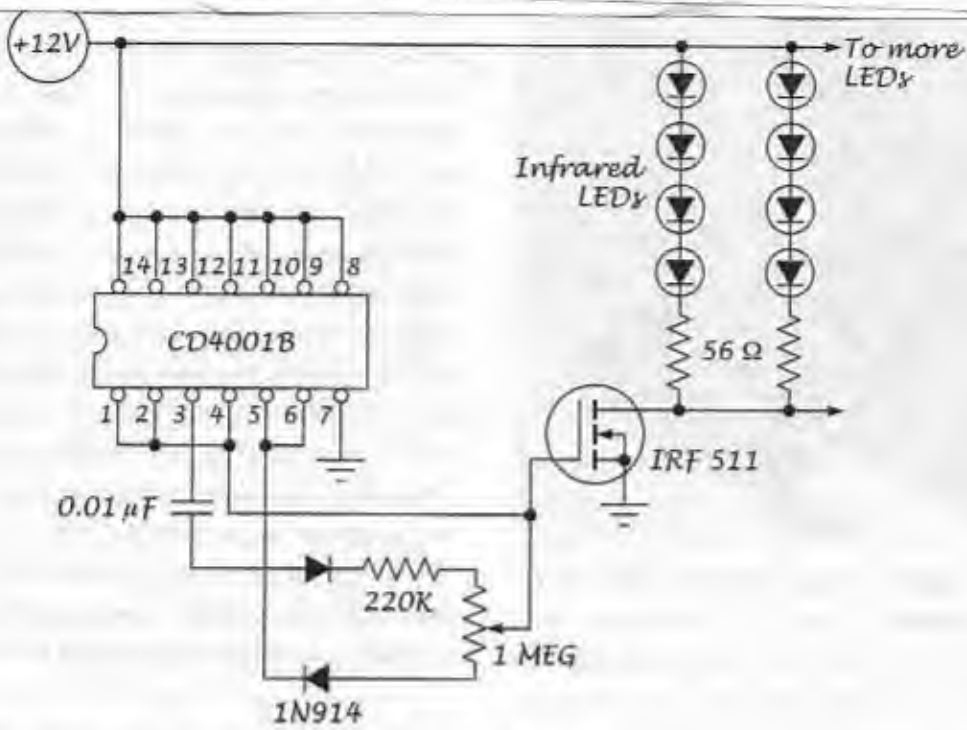 +12V
To more
LEDs
Infrared
LEDs
14 13 12 11 10 9 8
CD4001B
56 Ω
1 2 3 4 5 6 7
IRF 511
0.01 µF
220K
1 MEG
1N914